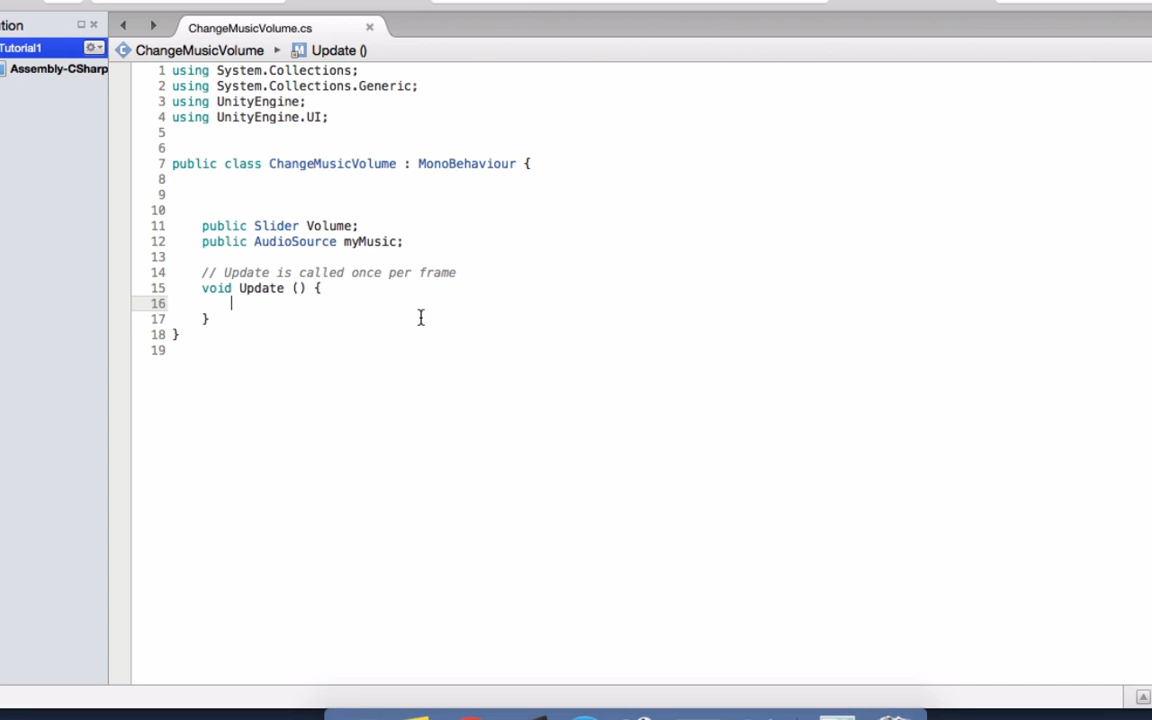 ChangeMusicVolume.cs
tion
Tutorial1
ChangeMusicVolume ▸ Update ()
Assembly-CSharp
1 using System.Collections;
2 using System.Collections.Generic;
3 using UnityEngine;
4 using UnityEngine.UI;
5
6
7 public class ChangeMusicVolume : MonoBehaviour {
8
9
10
11 public Slider Volume;
12 public AudioSource myMusic;
13
14 // Update is called once per frame
15 void Update () {
16
17 }
18 }
19